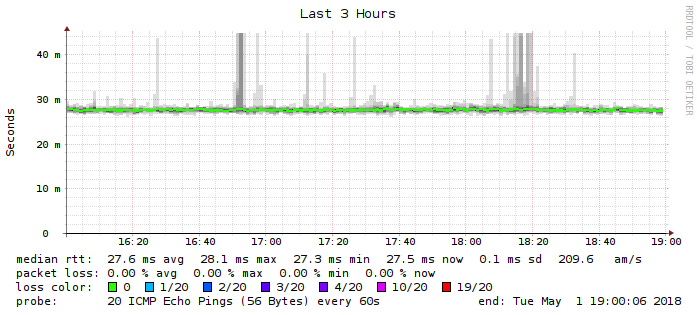 Last 3 Hours
RRDTOOL / TOBI OETIKER
Seconds
40 m
30 m
20 m
10 m
0
16:20 16:40 17:00 17:20 17:40 18:00 18:20 18:40 19:00
median rtt: 27.6 ms avg 28.1 ms max 27.3 ms min 27.5 ms now 0.1 ms sd 209.6 am/s
packet loss: 0.00 % avg 0.00 % max 0.00 % min 0.00 % now
loss color: 0 1/20 2/20 3/20 4/20 10/20 19/20
probe: 20 ICMP Echo Pings (56 Bytes) every 60s end: Tue May 1 19:00:06 2018